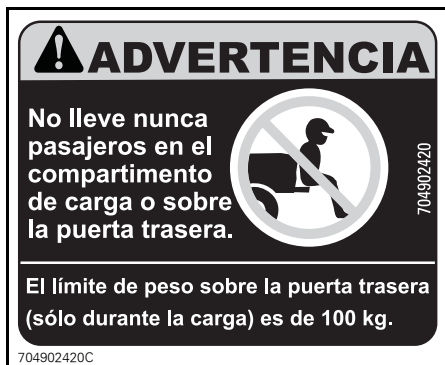 ADVERTENCIA
No lleve nunca
pasajeros en el
compartimento
de carga o sobre
la puerta trasera.
704902420
El límite de peso sobre la puerta trasera
(sólo durante la carga) es de 100 kg.
704902420C